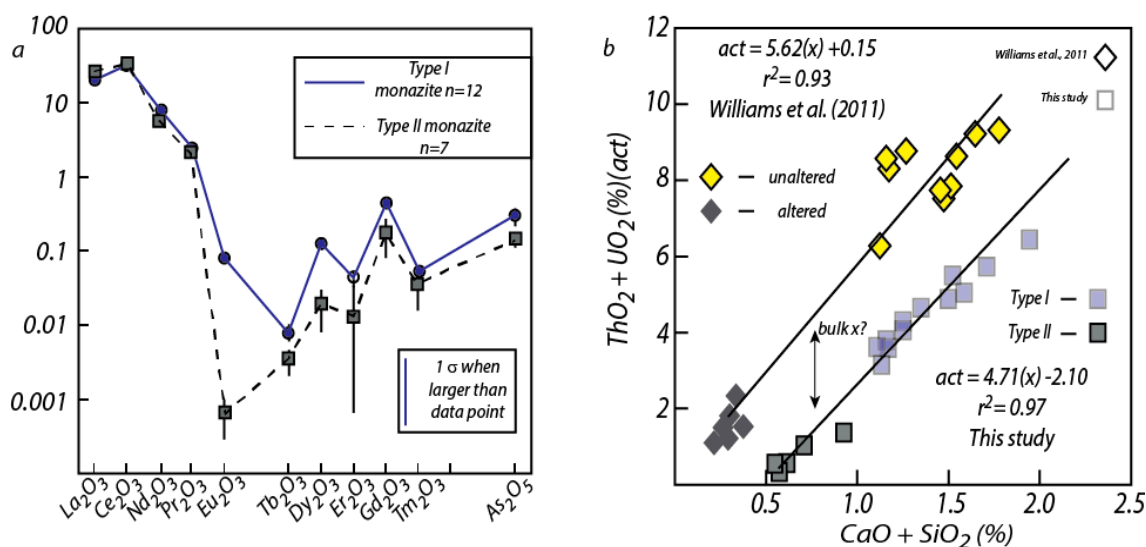 a
100
10
1
0.1
0.01
0.001
Type I
monazite n=12
Type II monazite
n=7
1 σ when
larger than
data point
La₂O₃
Ce₂O₃
Nd₂O₃
Pr₂O₃
Eu₂O₃
Tb₂O₃
Dy₂O₃
Er₂O₃
Gd₂O₃
Tm₂O₃
As₂O₅
b
ThO₂ + UO₂ (%)(act)
12
10
8
6
4
2
act = 5.62(x) +0.15
r² = 0.93
Williams et al. (2011)
Williams et al., 2011
This study
– unaltered
– altered
bulk x?
Type I –
Type II –
act = 4.71(x) -2.10
r² = 0.97
This study
0.5 1.0 1.5 2.0 2.5
CaO + SiO₂ (%)